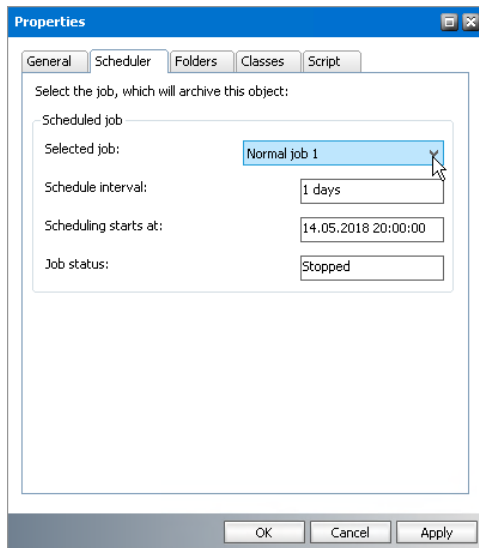 Properties
General Scheduler Folders Classes Script
Select the job, which will archive this object:
Scheduled job
Selected job: Normal job 1
Schedule interval: 1 days
Scheduling starts at: 14.05.2018 20:00:00
Job status: Stopped
OK Cancel Apply